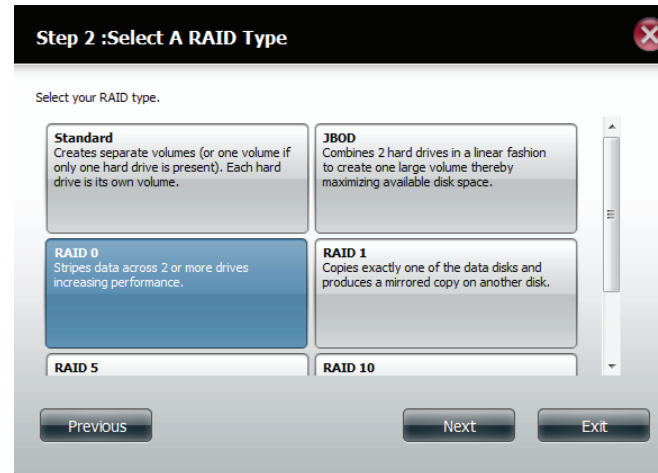 Step 2 :Select A RAID Type
Select your RAID type.
Standard
Creates separate volumes (or one volume if
only one hard drive is present). Each hard
drive is its own volume.
JBOD
Combines 2 hard drives in a linear fashion
to create one large volume thereby
maximizing available disk space.
RAID 0
Stripes data across 2 or more drives
increasing performance.
RAID 1
Copies exactly one of the data disks and
produces a mirrored copy on another disk.
RAID 5
RAID 10
Previous
Next
Exit